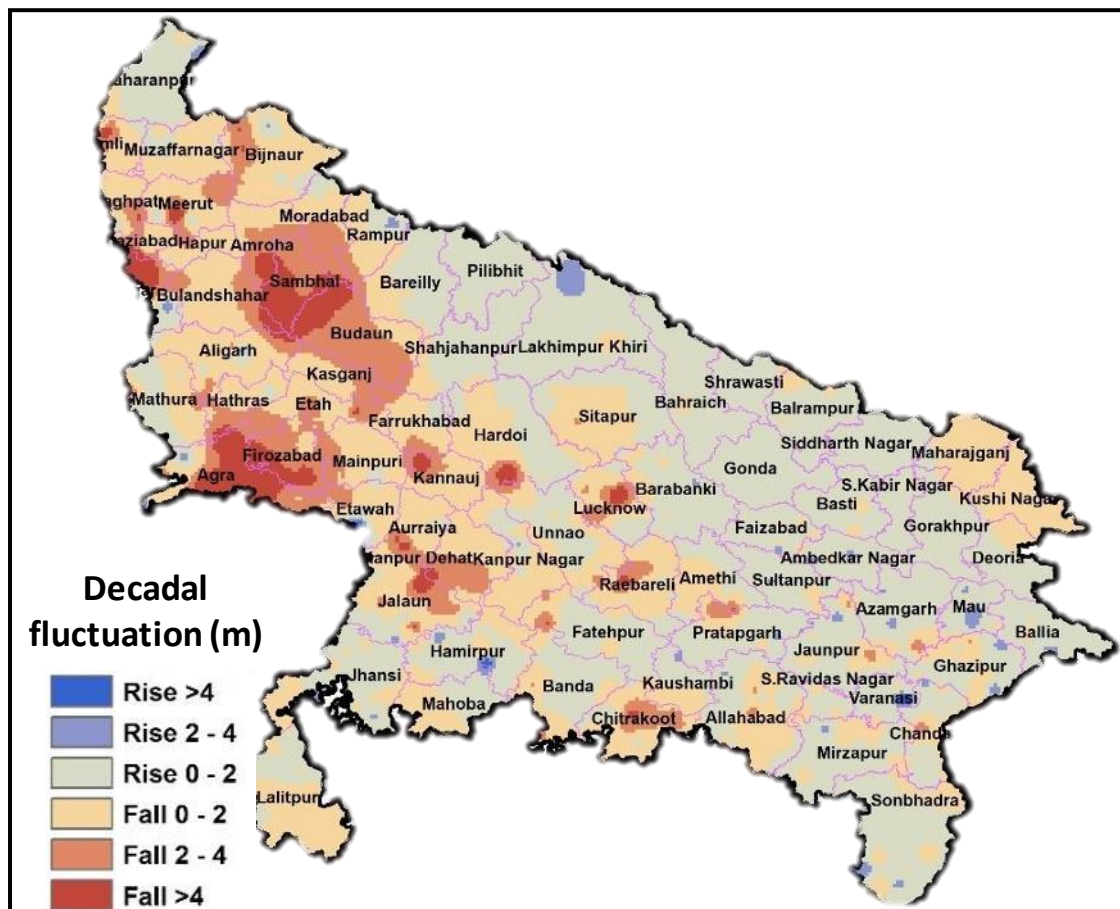 aharanpur
mli Muzaffarnagar Bijnaur
aghpat Meerut
Moradabad
Rampur
aziabad Hapur Amroha
Pilibhit
Sambhal Bareilly
Bulandshahar
Budaun
Aligarh Shahjahanpur Lakhimpur Khiri
Kasganj
Shrawasti
Mathura Hathras Etah
Bahraich Balrampur
Farrukhabad Sitapur
Hardoi
Siddharth Nagar
Firozabad Mainpuri
Maharajganj
Agra Kannauj Gonda
Barabanki S.Kabir Nagar
Kushi Nagar
Etawah Lucknow Basti
Aurraiya Unnao Faizabad Gorakhpur
anpur Dehat Kanpur Nagar Ambedkar Nagar Deoria
Raebareli Amethi Sultanpur
Jalaun Azamgarh Mau
Fatehpur Pratapgarh Ballia
Hamirpur Jaunpur
Ghazipur
Jhansi Banda Kaushambi S.Ravidas Nagar
Mahoba Varanasi
Chitrakoot Allahabad
Chanda
Mirzapur
Lalitpur Sonbhadra
Decadal
fluctuation (m)
Rise >4
Rise 2 - 4
Rise 0 - 2
Fall 0 - 2
Fall 2 - 4
Fall >4